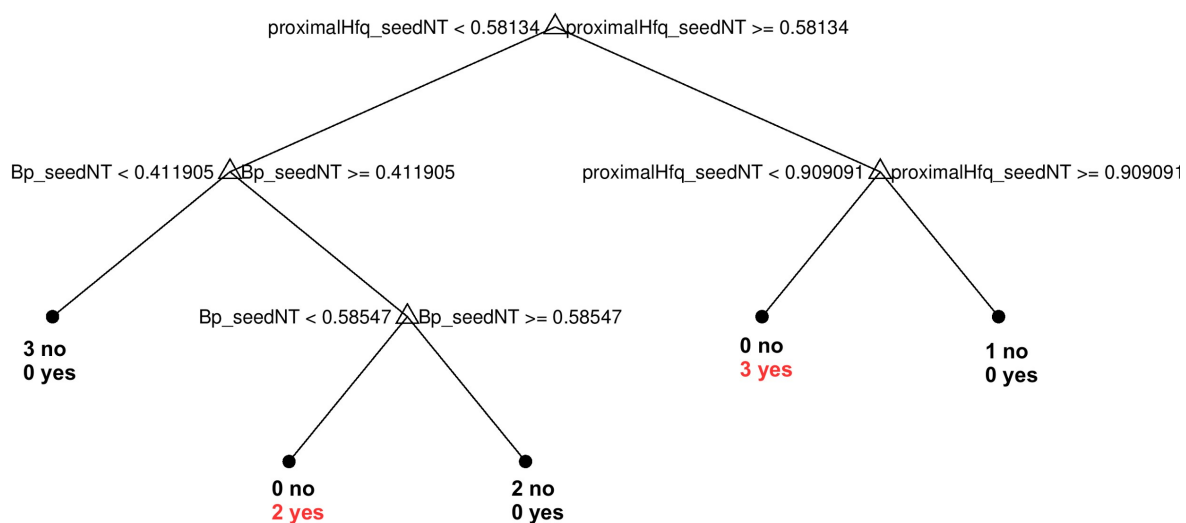 proximalHfq_seedNT < 0.58134 proximalHfq_seedNT >= 0.58134
Bp_seedNT < 0.411905 Bp_seedNT >= 0.411905
proximalHfq_seedNT < 0.909091 proximalHfq_seedNT >= 0.909091
Bp_seedNT < 0.58547 Bp_seedNT >= 0.58547
3 no
0 yes
0 no
3 yes
1 no
0 yes
0 no
2 yes
2 no
0 yes